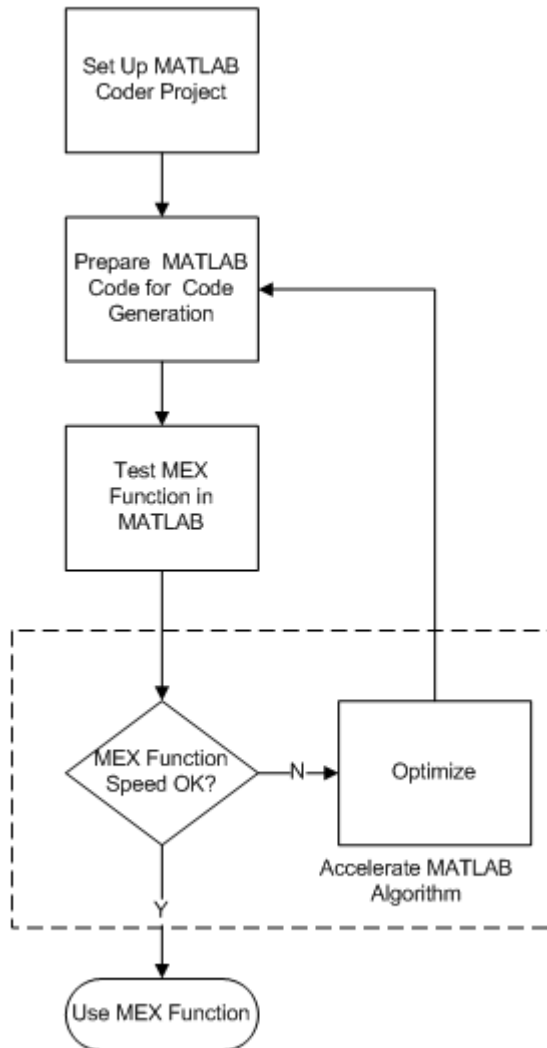 Set Up MATLAB
Coder Project
Prepare MATLAB
Code for Code
Generation
Test MEX
Function in
MATLAB
MEX Function
Speed OK?
N
Optimize
Accelerate MATLAB
Algorithm
Y
Use MEX Function